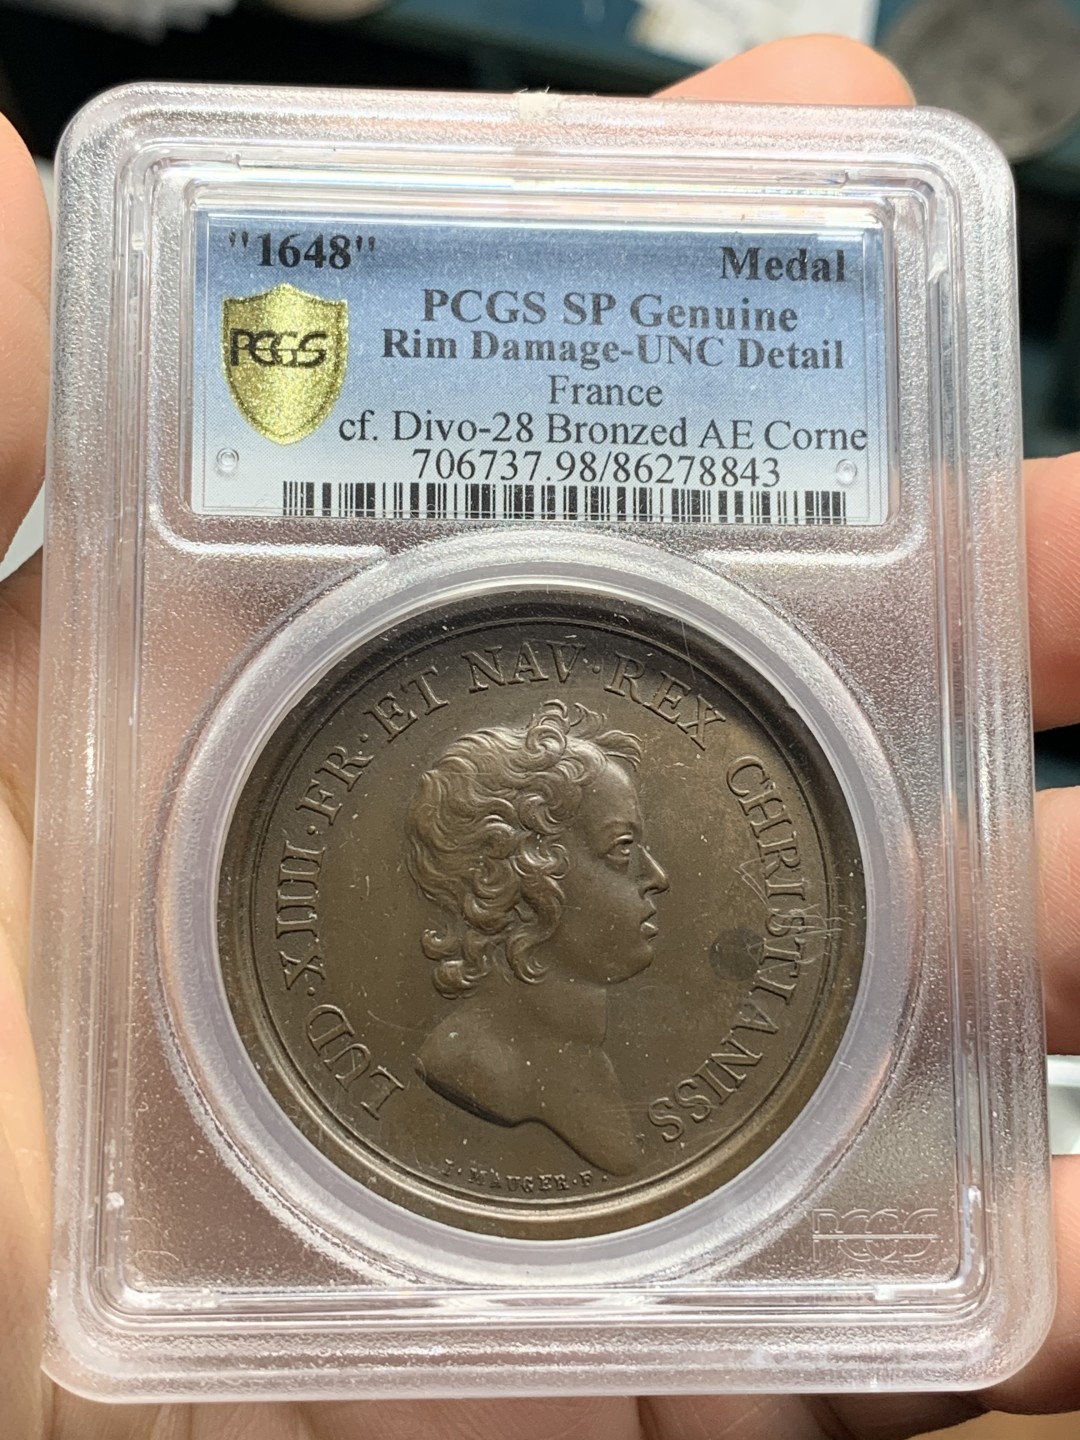 "1648"
Medal
PCGS SP Genuine
PCGS
Rim Damage-UNC Detail
France
cf. Divo-28 Bronzed AE Corne
706737.98/86278843
LUD·XIIII·FR·ET NAV·REX CHRISTIANISS
I·MAUGER·F.
PCGS